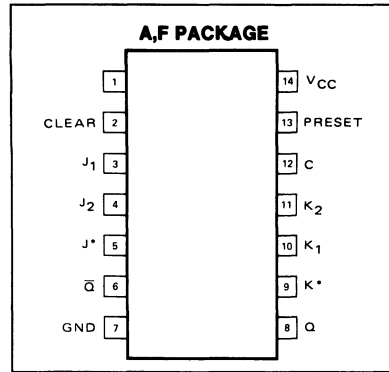 A,F PACKAGE
1
14 VCC
CLEAR 2
13 PRESET
J1 3
12 C
J2 4
11 K2
J* 5
10 K1
Q̅ 6
9 K*
GND 7
8 Q